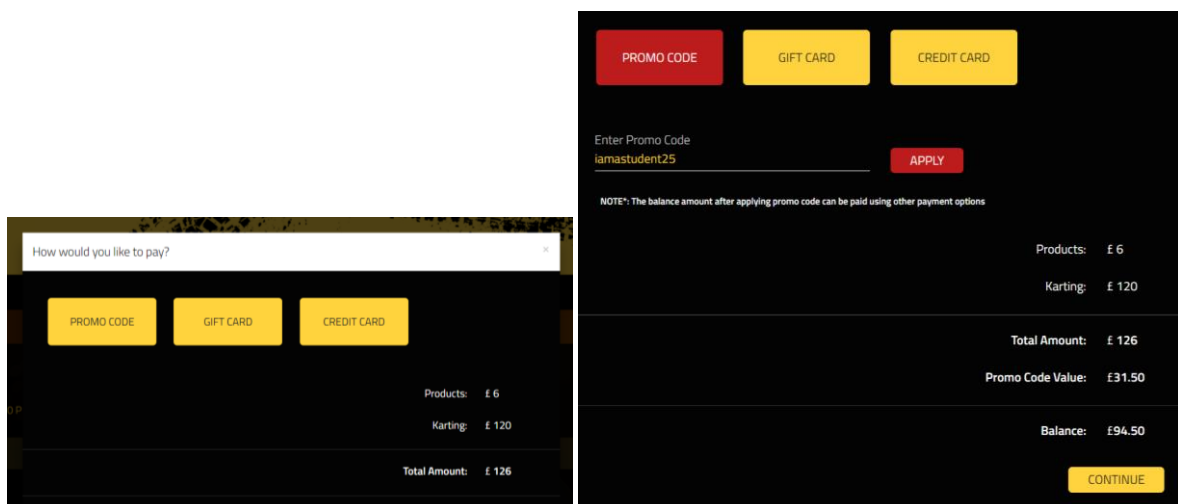 How would you like to pay? ×
PROMO CODE GIFT CARD CREDIT CARD
Products: £ 6
Karting: £ 120
Total Amount: £ 126
PROMO CODE GIFT CARD CREDIT CARD
Enter Promo Code
iamastudent25 APPLY
NOTE*: The balance amount after applying promo code can be paid using other payment options
Products: £ 6
Karting: £ 120
Total Amount: £ 126
Promo Code Value: £31.50
Balance: £94.50
CONTINUE